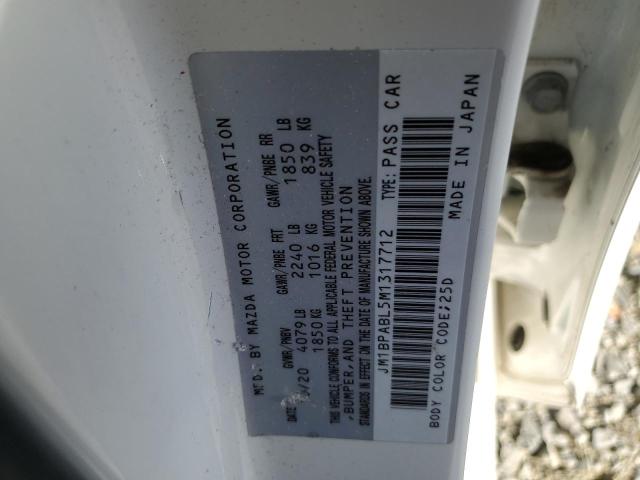 MFD. BY MAZDA MOTOR CORPORATION
DATE /20 GVWR/PNBV 4079 LB 1850 KG
GAWR/PNBE FRT 2240 LB 1016 KG
GAWR/PNBE RR 1850 LB 839 KG
THIS VEHICLE CONFORMS TO ALL APPLICABLE FEDERAL MOTOR VEHICLE SAFETY
,BUMPER,AND THEFT PREVENTION
STANDARDS IN EFFECT ON THE DATE OF MANUFACTURE SHOWN ABOVE.
JM1BPABL5M1317712 TYPE: PASS CAR
BODY COLOR CODE;25D MADE IN JAPAN